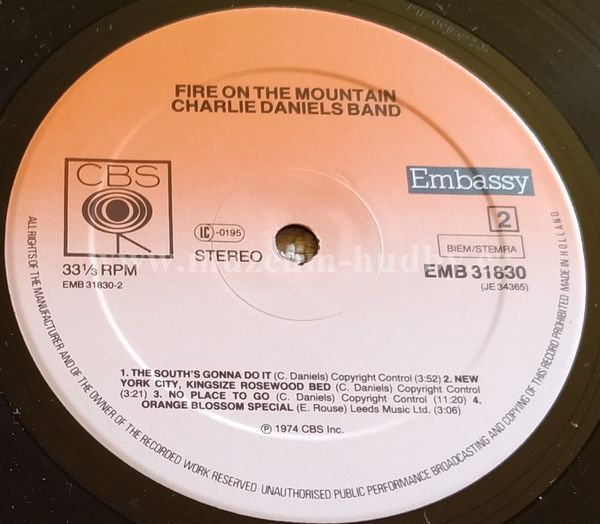 FIRE ON THE MOUNTAIN
CHARLIE DANIELS BAND
CBS
Embassy
LC -0195
STEREO
2
BIEM/STEMRA
33⅓ RPM
EMB 31830-2
EMB 31830
(JE 34365)
1. THE SOUTH'S GONNA DO IT (C. Daniels) Copyright Control (3:52) 2. NEW
YORK CITY, KINGSIZE ROSEWOOD BED (C. Daniels) Copyright Control
(3:21) 3. NO PLACE TO GO (C. Daniels) Copyright Control (11:20) 4.
ORANGE BLOSSOM SPECIAL (E. Rouse) Leeds Music Ltd. (3:06)
℗ 1974 CBS Inc.
ALL RIGHTS OF THE MANUFACTURER AND OF THE OWNER OF THE RECORDED WORK RESERVED UNAUTHORISED PUBLIC PERFORMANCE BROADCASTING AND COPYING OF THIS RECORD PROHIBITED MADE IN HOLLAND